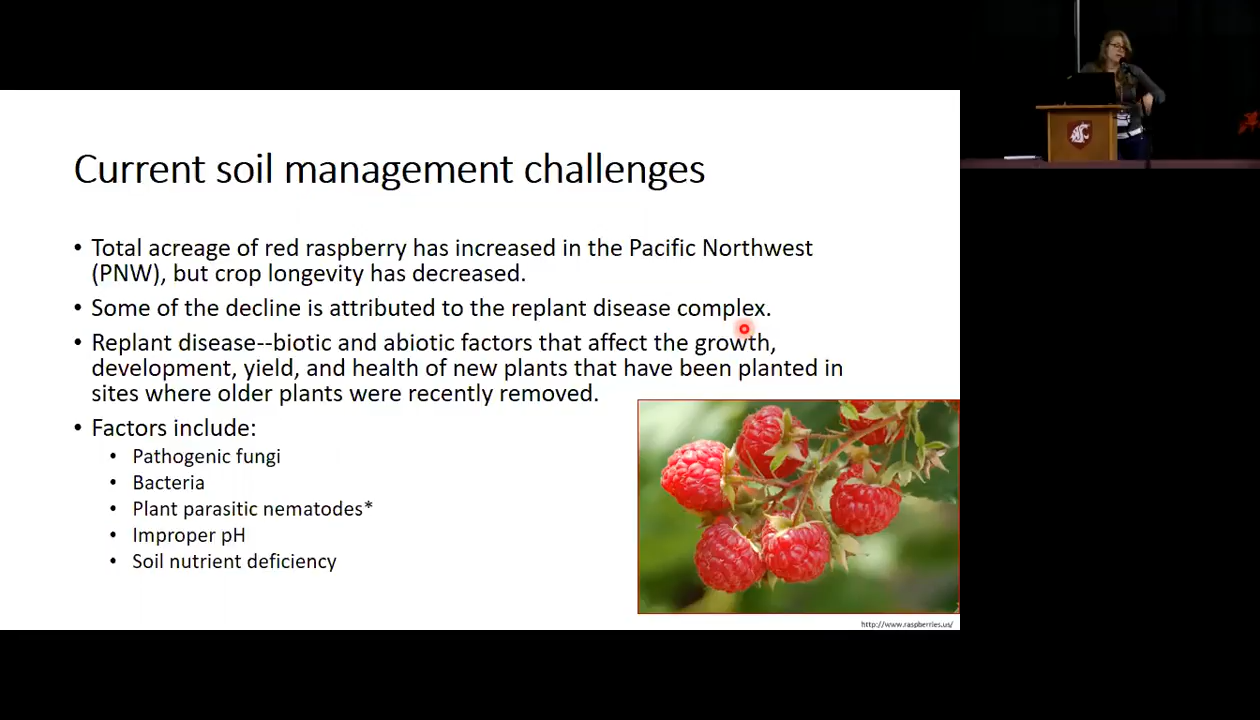 Current soil management challenges
• Total acreage of red raspberry has increased in the Pacific Northwest
(PNW), but crop longevity has decreased.
• Some of the decline is attributed to the replant disease complex.
• Replant disease--biotic and abiotic factors that affect the growth,
development, yield, and health of new plants that have been planted in
sites where older plants were recently removed.
• Factors include:
• Pathogenic fungi
• Bacteria
• Plant parasitic nematodes*
• Improper pH
• Soil nutrient deficiency
http://www.raspberries.us/